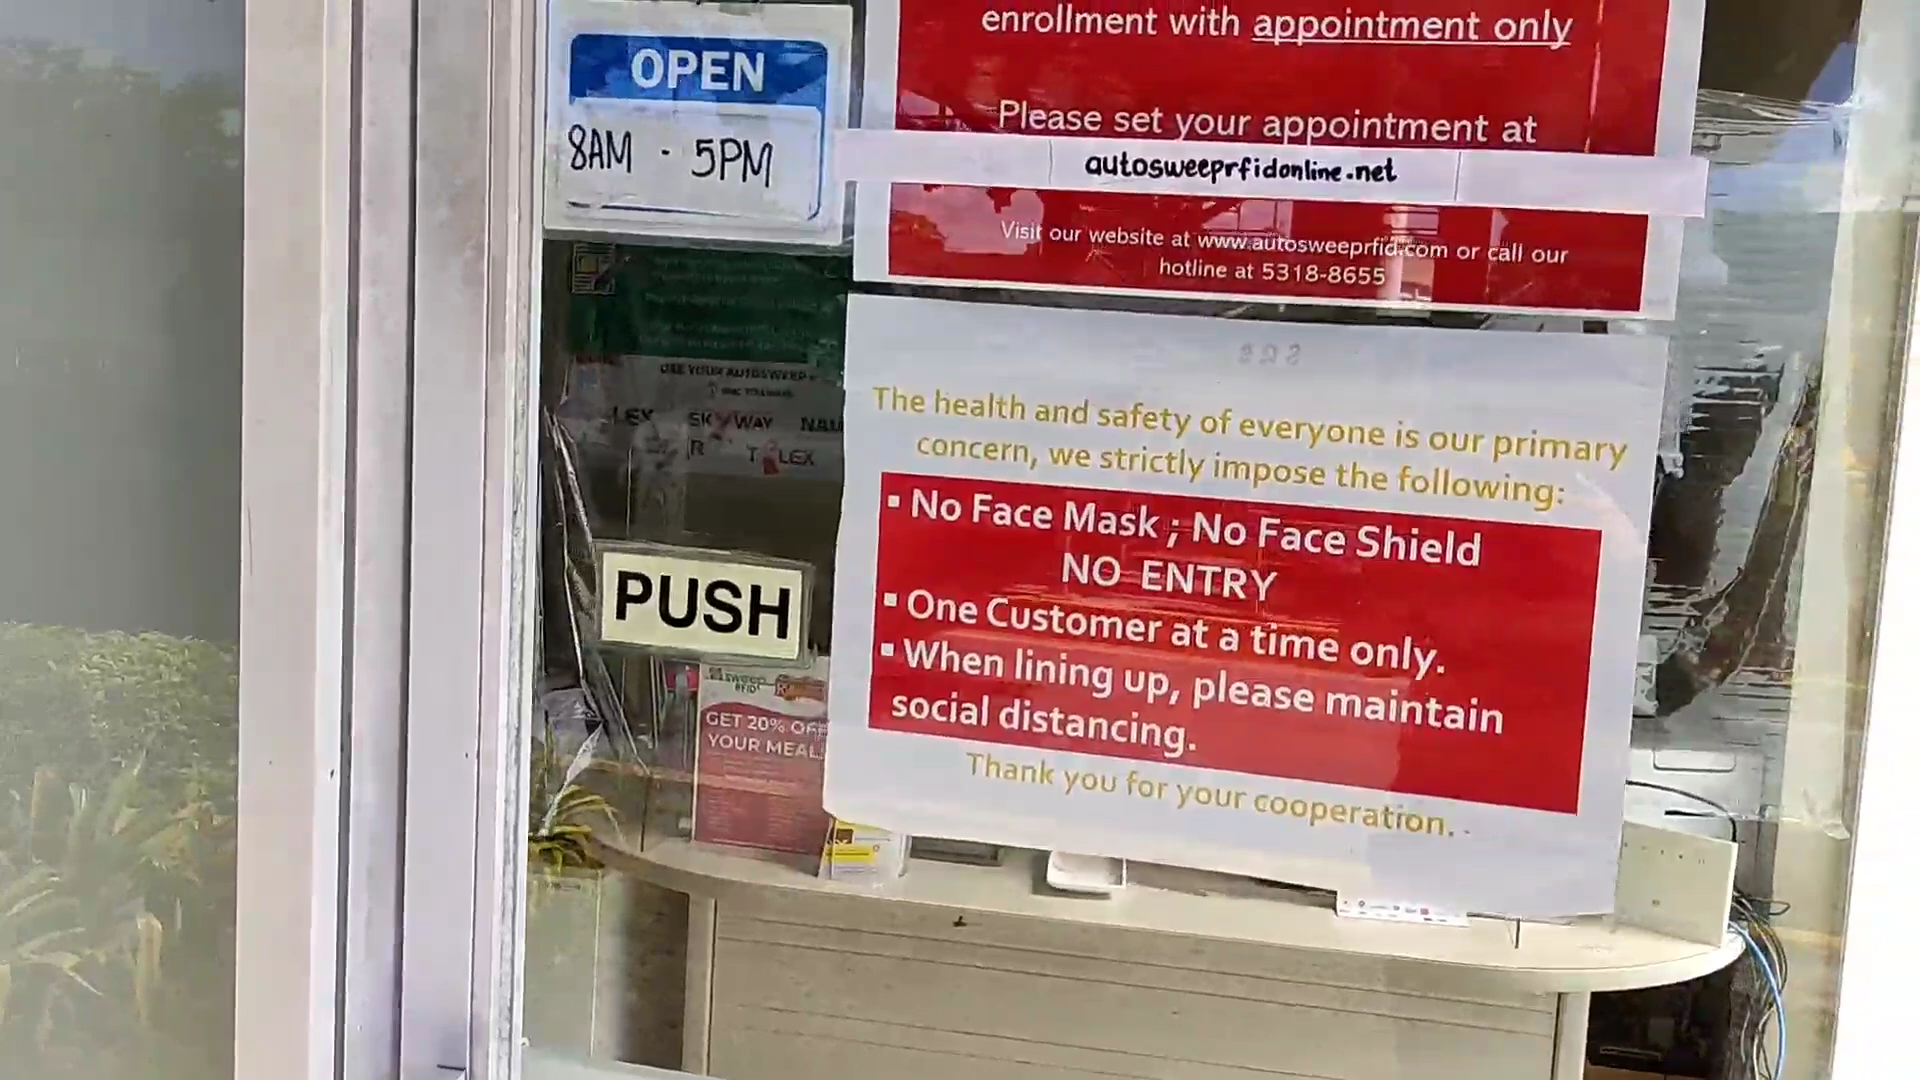 enrollment with appointment only
Please set your appointment at
autosweeprfidonline.net
Visit our website at www.autosweeprfid.com or call our
hotline at 5318-8655
OPEN
8AM - 5PM
USE YOUR AUTOSWEEP
SKYWAY
PUSH
GET 20% OFF
YOUR MEAL
The health and safety of everyone is our primary
concern, we strictly impose the following:
▪ No Face Mask ; No Face Shield
NO ENTRY
▪ One Customer at a time only.
▪ When lining up, please maintain
social distancing.
Thank you for your cooperation.